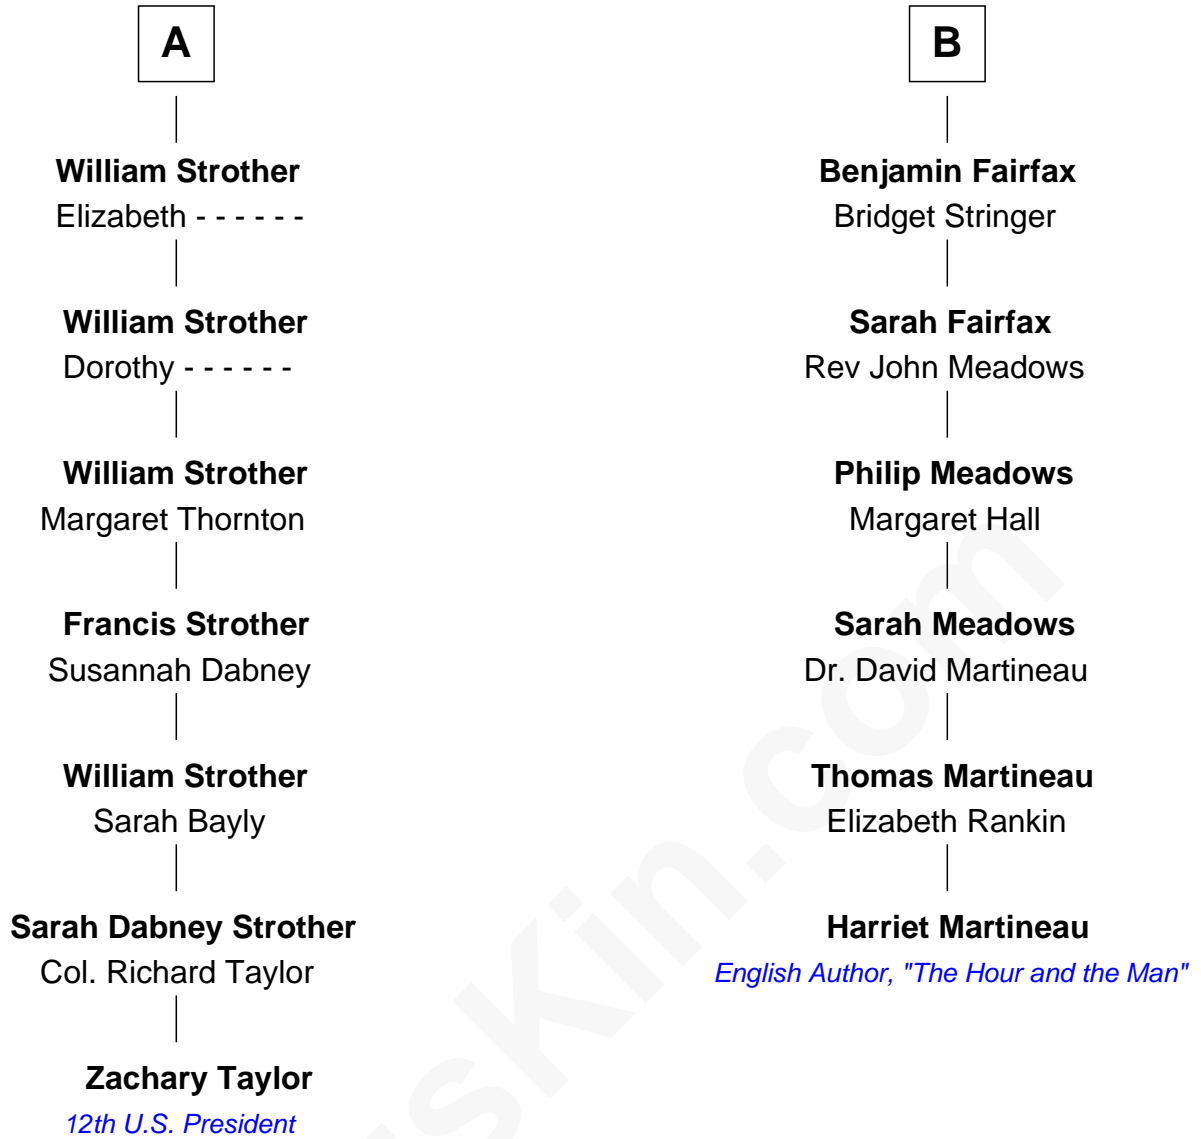 A
William Strother
Elizabeth - - - - - -
William Strother
Dorothy - - - - - -
William Strother
Margaret Thornton
Francis Strother
Susannah Dabney
William Strother
Sarah Bayly
Sarah Dabney Strother
Col. Richard Taylor
Zachary Taylor
12th U.S. President
B
Benjamin Fairfax
Bridget Stringer
Sarah Fairfax
Rev John Meadows
Philip Meadows
Margaret Hall
Sarah Meadows
Dr. David Martineau
Thomas Martineau
Elizabeth Rankin
Harriet Martineau
English Author, "The Hour and the Man"